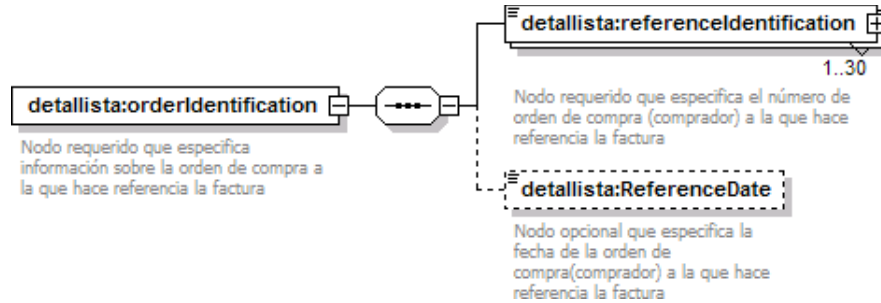 detallista:referenceIdentification
1..30
Nodo requerido que especifica el número de
orden de compra (comprador) a la que hace
referencia la factura
detallista:orderIdentification
Nodo requerido que especifica
información sobre la orden de compra a
la que hace referencia la factura
detallista:ReferenceDate
Nodo opcional que especifica la
fecha de la orden de
compra(comprador) a la que hace
referencia la factura